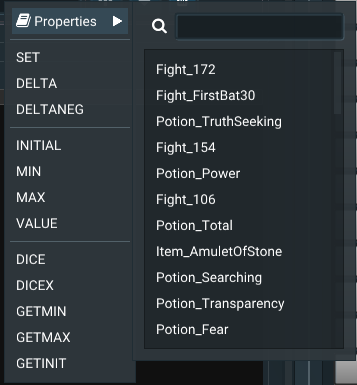 Properties
SET
DELTA
DELTANEG
INITIAL
MIN
MAX
VALUE
DICE
DICEX
GETMIN
GETMAX
GETINIT
Fight_172
Fight_FirstBat30
Potion_TruthSeeking
Fight_154
Potion_Power
Fight_106
Potion_Total
Item_AmuletOfStone
Potion_Searching
Potion_Transparency
Potion_Fear